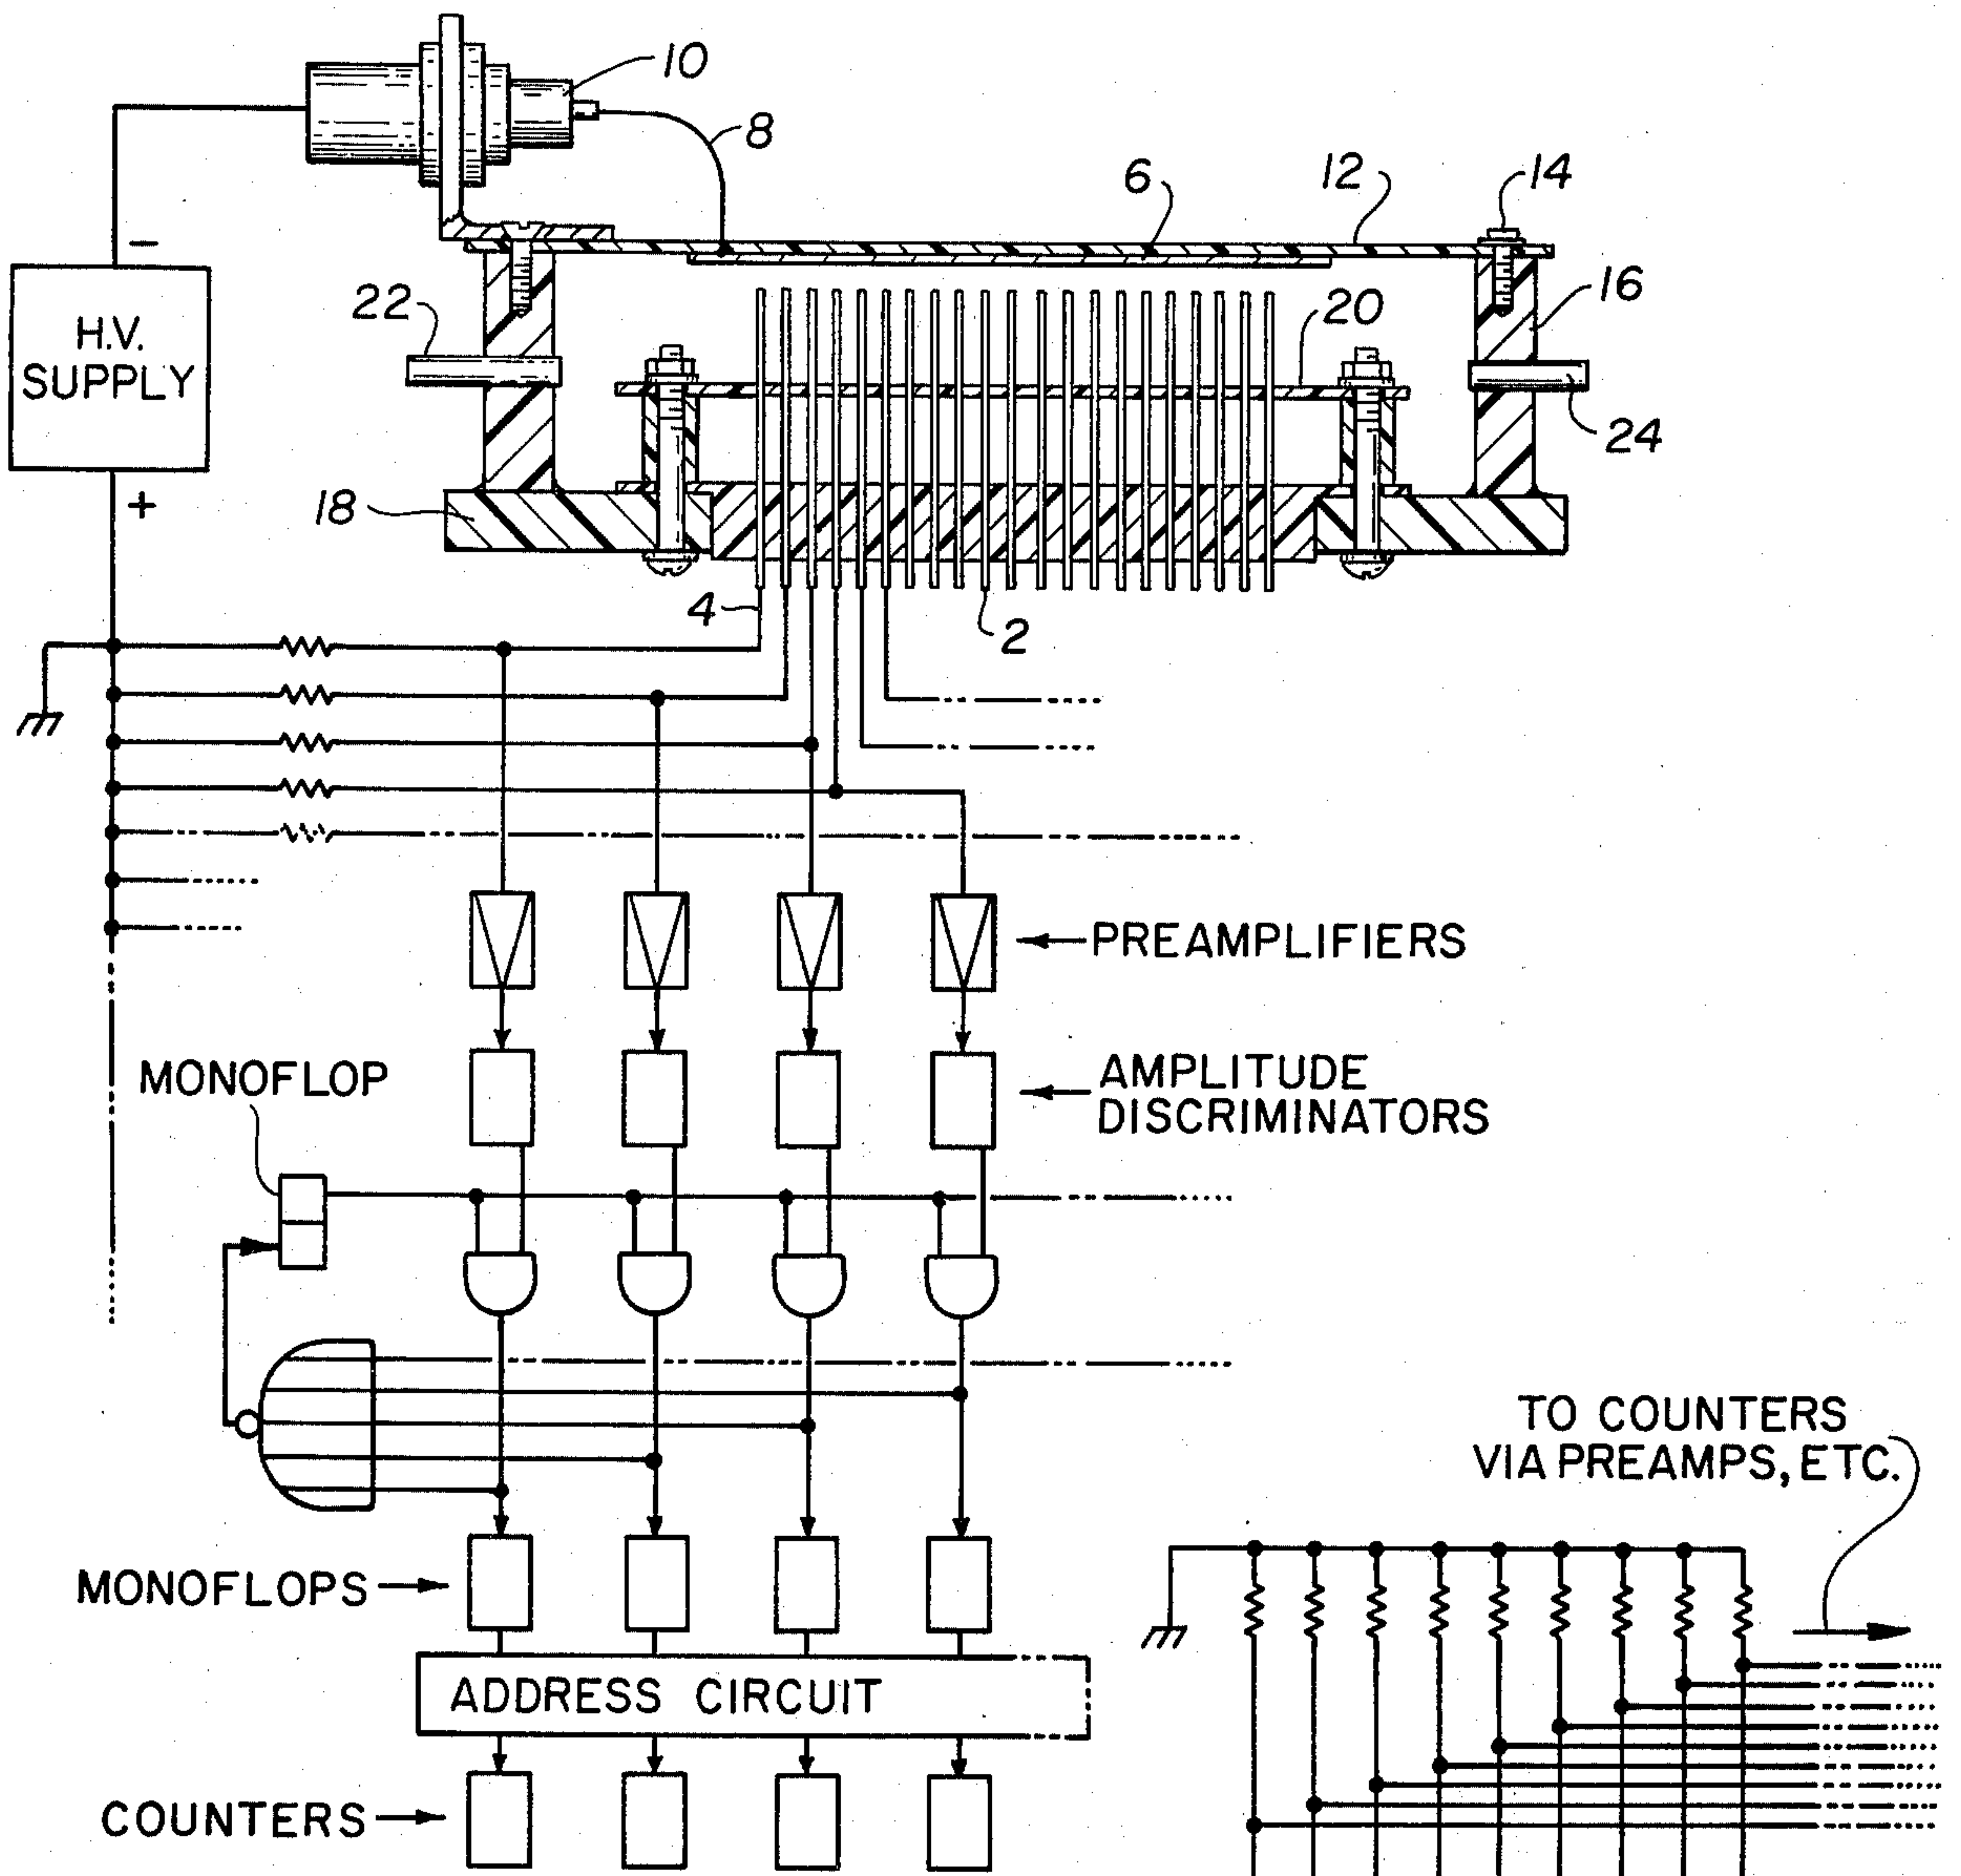 10
8
6
12
14
–
H.V.
SUPPLY
22
20
16
24
+
18
4
2
PREAMPLIFIERS
MONOFLOP
AMPLITUDE
DISCRIMINATORS
TO COUNTERS
VIA PREAMPS, ETC.
MONOFLOPS
ADDRESS CIRCUIT
COUNTERS